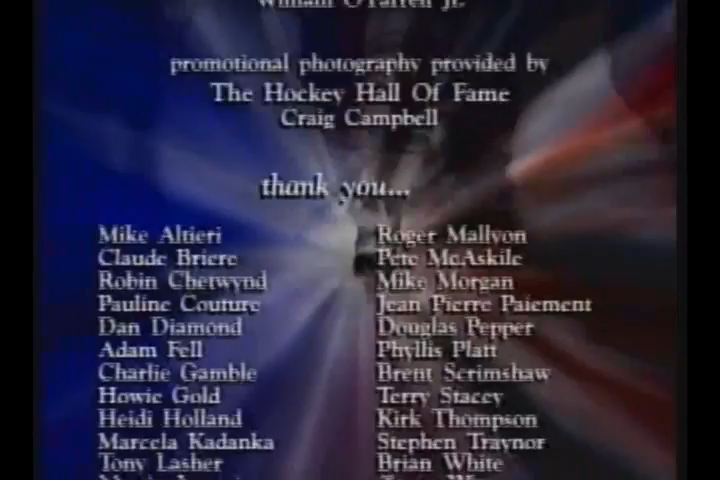 William O'Farrell Jr.
promotional photography provided by
The Hockey Hall Of Fame
Craig Campbell
thank you...
Mike Altieri
Claude Briere
Robin Chetwynd
Pauline Couture
Dan Diamond
Adam Fell
Charlie Gamble
Howie Gold
Heidi Holland
Marcela Kadanka
Tony Lasher
Roger Mallyon
Pete McAskile
Mike Morgan
Jean Pierre Paiement
Douglas Pepper
Phyllis Platt
Brent Scrimshaw
Terry Stacey
Kirk Thompson
Stephen Traynor
Brian White